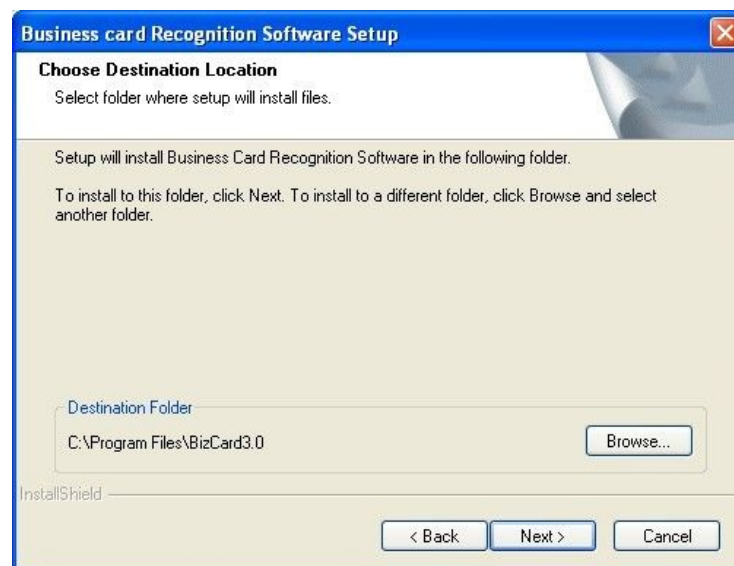 Business card Recognition Software Setup
Choose Destination Location
Select folder where setup will install files.
Setup will install Business Card Recognition Software in the following folder.
To install to this folder, click Next. To install to a different folder, click Browse and select
another folder.
Destination Folder
C:\Program Files\BizCard3.0
Browse...
InstallShield
< Back
Next >
Cancel